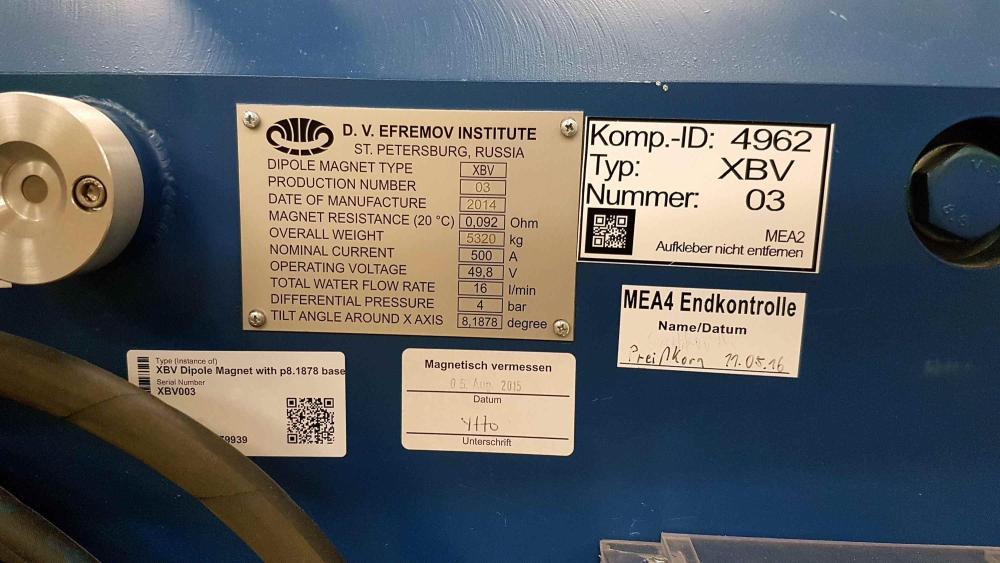 D. V. EFREMOV INSTITUTE
ST. PETERSBURG, RUSSIA
DIPOLE MAGNET TYPE XBV
PRODUCTION NUMBER 03
DATE OF MANUFACTURE 2014
MAGNET RESISTANCE (20 °C) 0,092 Ohm
OVERALL WEIGHT 5320 kg
NOMINAL CURRENT 500 A
OPERATING VOLTAGE 49,8 V
TOTAL WATER FLOW RATE 16 l/min
DIFFERENTIAL PRESSURE 4 bar
TILT ANGLE AROUND X AXIS 8,1878 degree
Komp.-ID: 4962
Typ: XBV
Nummer: 03
MEA2
Aufkleber nicht entfernen
MEA4 Endkontrolle
Name/Datum
Preißkorn 11.05.16
Type (Instance of)
XBV Dipole Magnet with p8.1878 base
Serial Number
XBV003
9939
Magnetisch vermessen
05. Aug. 2015
Datum
Unterschrift
8.8